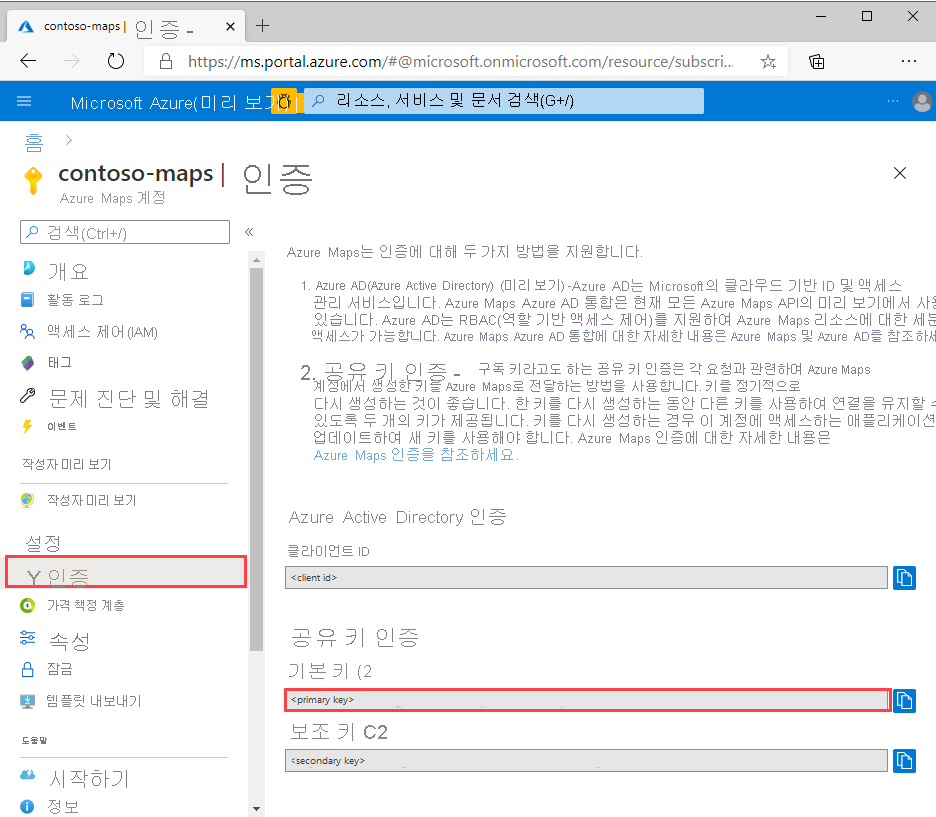 contoso-maps | 인증 -
https://ms.portal.azure.com/#@microsoft.onmicrosoft.com/resource/subscri...
Microsoft Azure(미리 보기
리소스, 서비스 및 문서 검색(G+/)
홈
contoso-maps | 인증
Azure Maps 계정
검색(Ctrl+/)
개요
활동 로그
액세스 제어(IAM)
태그
문제 진단 및 해결
이벤트
작성자 미리 보기
작성자 미리 보기
설정
Y 인증
가격 책정 계층
속성
잠금
템플릿 내보내기
도움말
시작하기
정보
Azure Maps는 인증에 대해 두 가지 방법을 지원합니다.
1. Azure AD(Azure Active Directory) (미리 보기) -Azure AD는 Microsoft의 클라우드 기반 ID 및 액세스
관리 서비스입니다. Azure Maps Azure AD 통합은 현재 모든 Azure Maps API의 미리 보기에서 사용
있습니다. Azure AD는 RBAC(역할 기반 액세스 제어)를 지원하여 Azure Maps 리소스에 대한 세분
액세스가 가능합니다. Azure Maps Azure AD 통합에 대한 자세한 내용은 Azure Maps 및 Azure AD를 참조하세
2. 공유 키 인증 - 구독 키라고도 하는 공유 키 인증은 각 요청과 관련하며 Azure Maps
계정에서 생성한 키를 Azure Maps로 전달하는 방법을 사용합니다. 키를 정기적으로
다시 생성하는 것이 좋습니다. 한 키를 다시 생성하는 동안 다른 키를 사용하여 연결을 유지할 수
있도록 두 개의 키가 제공됩니다. 키를 다시 생성하는 경우 이 계정에 액세스하는 애플리케이션
업데이트하여 새 키를 사용해야 합니다. Azure Maps 인증에 대한 자세한 내용은
Azure Maps 인증을 참조하세요.
Azure Active Directory 인증
클라이언트 ID
<client id>
공유 키 인증
기본 키 (2
<primary key>
보조 키 C2
<secondary key>